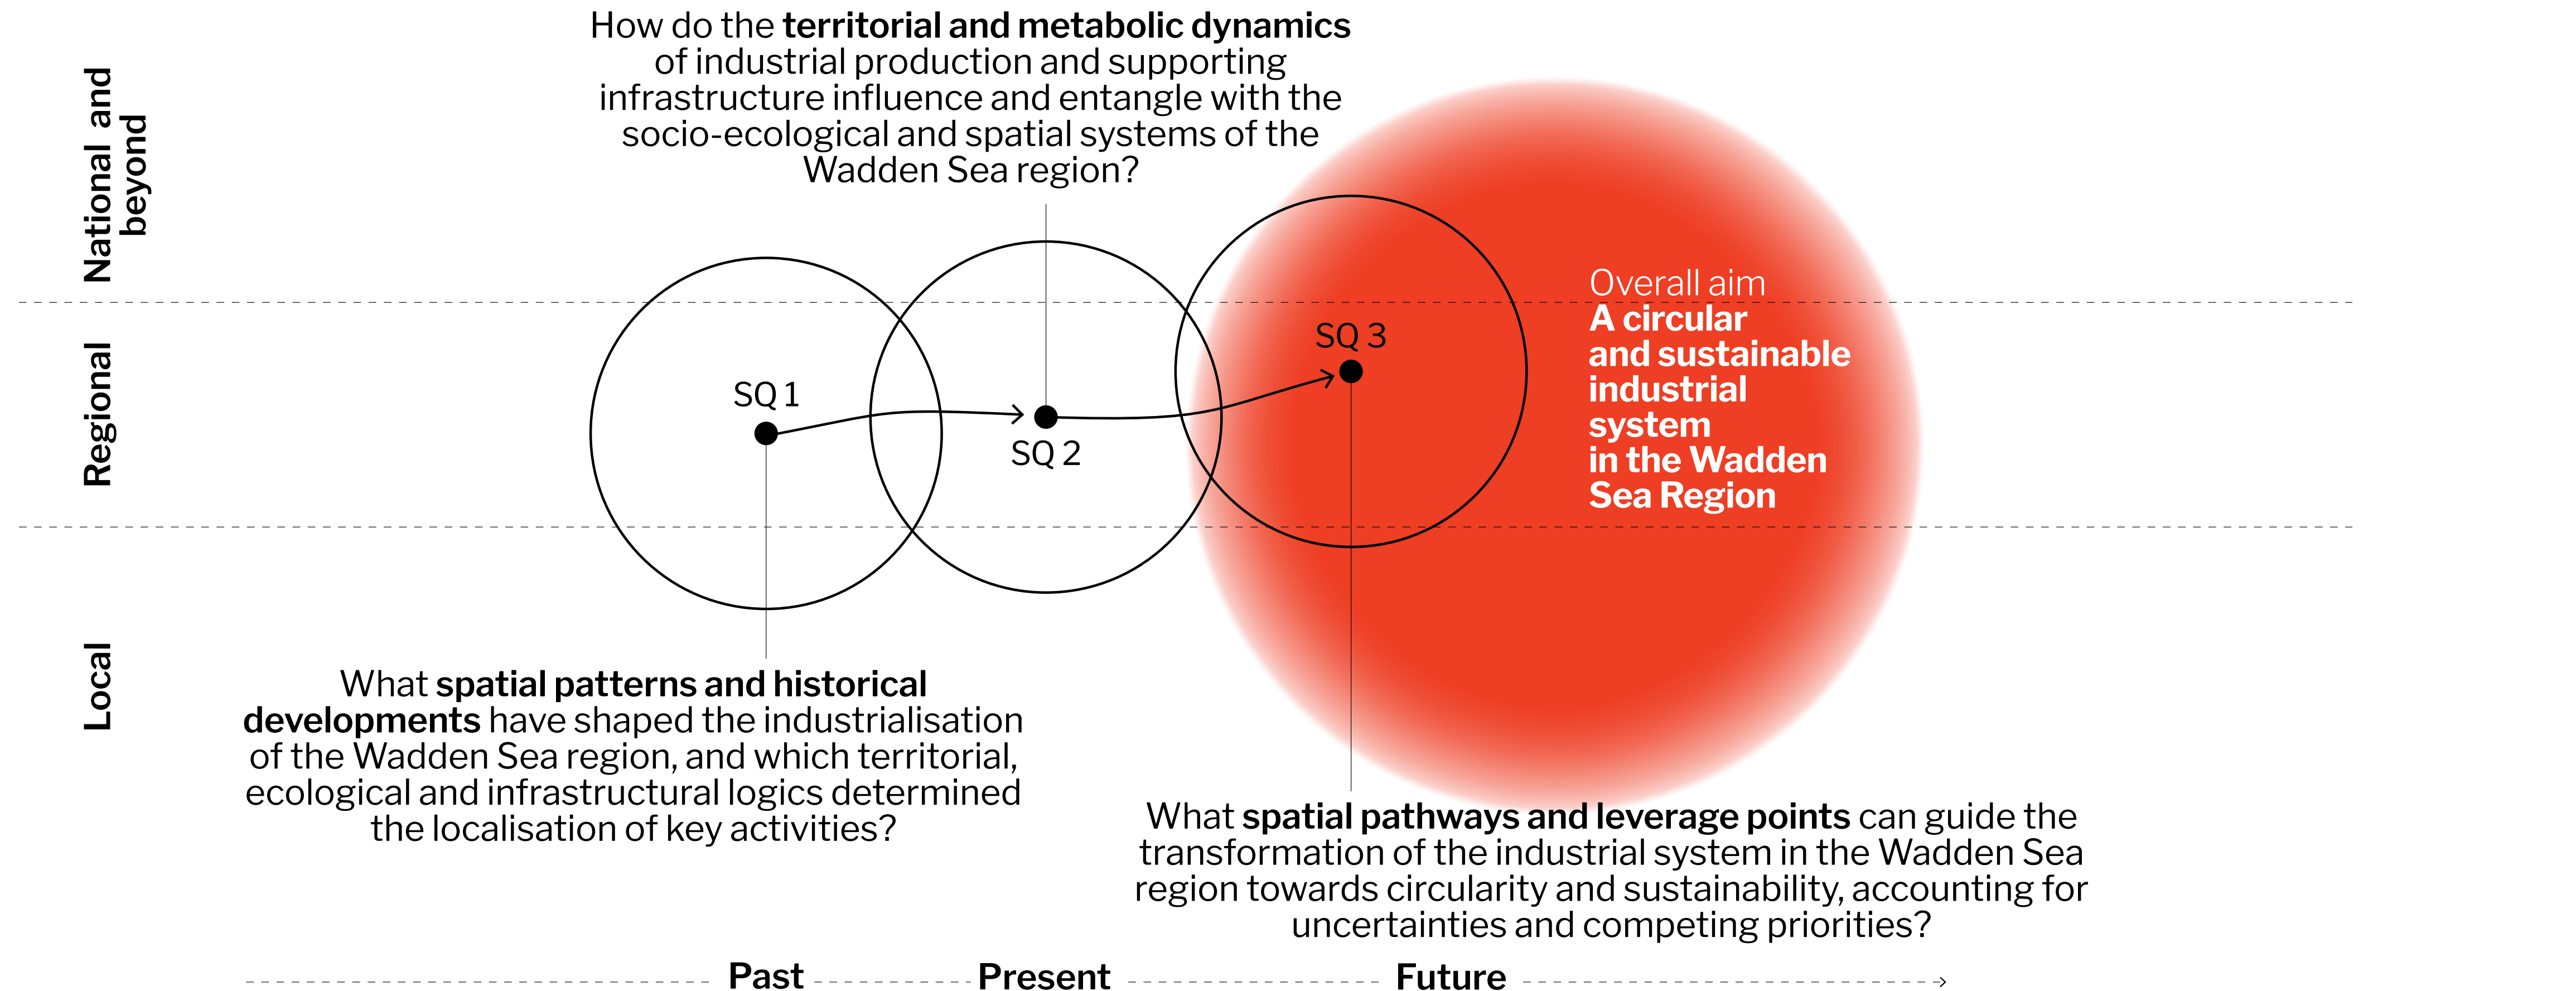 How do the territorial and metabolic dynamics
of industrial production and supporting
infrastructure influence and entangle with the
socio-ecological and spatial systems of the
Wadden Sea region?
National and
beyond
Regional
Local
SQ 1
SQ 2
SQ 3
Overall aim
A circular
and sustainable
industrial
system
in the Wadden
Sea Region
What spatial patterns and historical
developments have shaped the industrialisation
of the Wadden Sea region, and which territorial,
ecological and infrastructural logics determined
the localisation of key activities?
What spatial pathways and leverage points can guide the
transformation of the industrial system in the Wadden Sea
region towards circularity and sustainability, accounting for
uncertainties and competing priorities?
Past
Present
Future